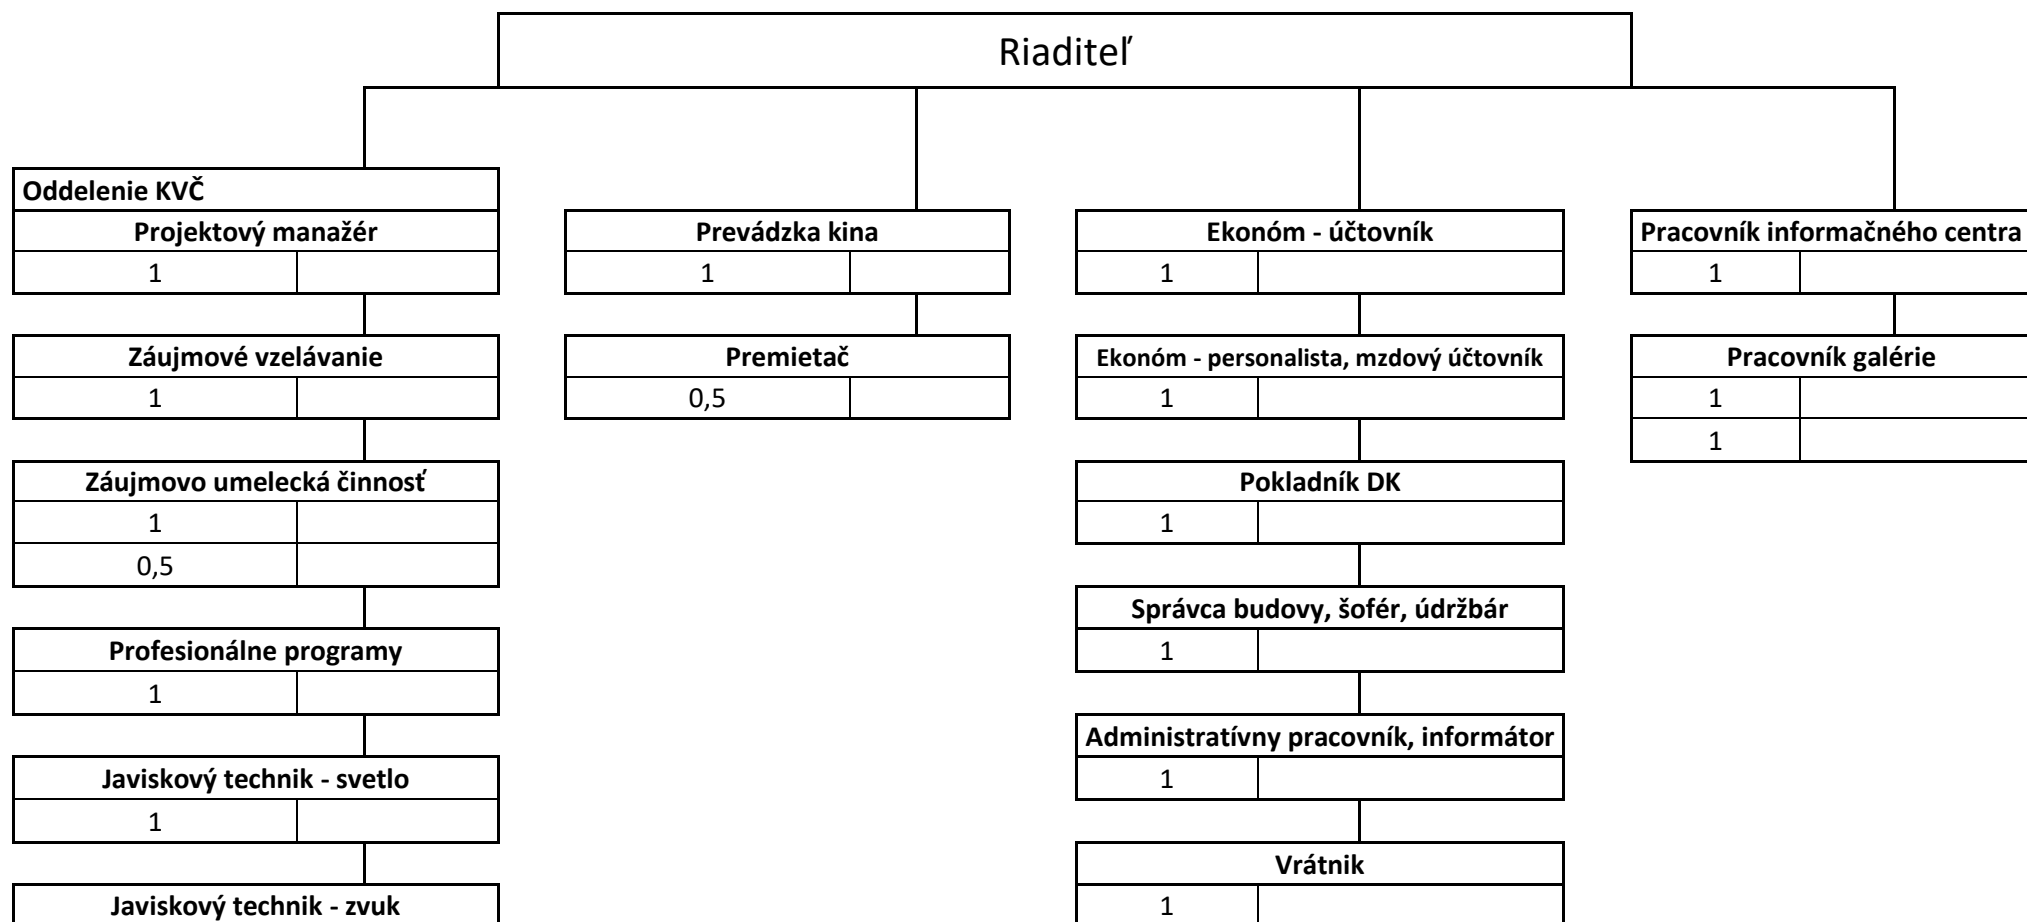 Riaditeľ
Oddelenie KVČ
Projektový manažér
1
Záujmové vzelávanie
1
Záujmovo umelecká činnosť
1
0,5
Profesionálne programy
1
Javiskový technik - svetlo
1
Javiskový technik - zvuk
Prevádzka kina
1
Premietač
0,5
Ekonóm - účtovník
1
Ekonóm - personalista, mzdový účtovník
1
Pokladník DK
1
Správca budovy, šofér, údržbár
1
Administratívny pracovník, informátor
1
Vrátnik
1
Pracovník informačného centra
1
Pracovník galérie
1
1